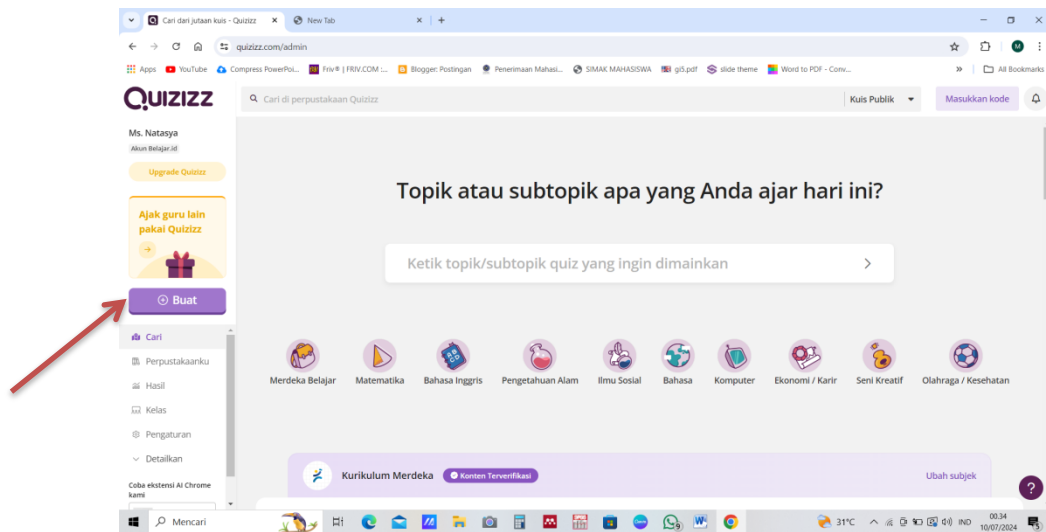 Cari dari jutaan kuis - Quizizz
New Tab
quizizz.com/admin
Apps YouTube Compress PowerPoi... Friv® | FRIV.COM :... Blogger: Postingan Penerimaan Mahasi... SIMAK MAHASISWA gi5.pdf slide theme Word to PDF - Conv... » All Bookmarks
QUIZIZZ
Cari di perpustakaan Quizizz
Kuis Publik
Masukkan kode
Ms. Natasya
Akun Belajar.id
Upgrade Quizizz
Ajak guru lain
pakai Quizizz
Buat
Cari
Perpustakaanku
Hasil
Kelas
Pengaturan
Detailkan
Coba ekstensi AI Chrome
kami
Topik atau subtopik apa yang Anda ajar hari ini?
Ketik topik/subtopik quiz yang ingin dimainkan
Merdeka Belajar Matematika Bahasa Inggris Pengetahuan Alam Ilmu Sosial Bahasa Komputer Ekonomi / Karir Seni Kreatif Olahraga / Kesehatan
Kurikulum Merdeka Konten Terverifikasi Ubah subjek
?
Mencari
31°C IND 00.34
10/07/2024